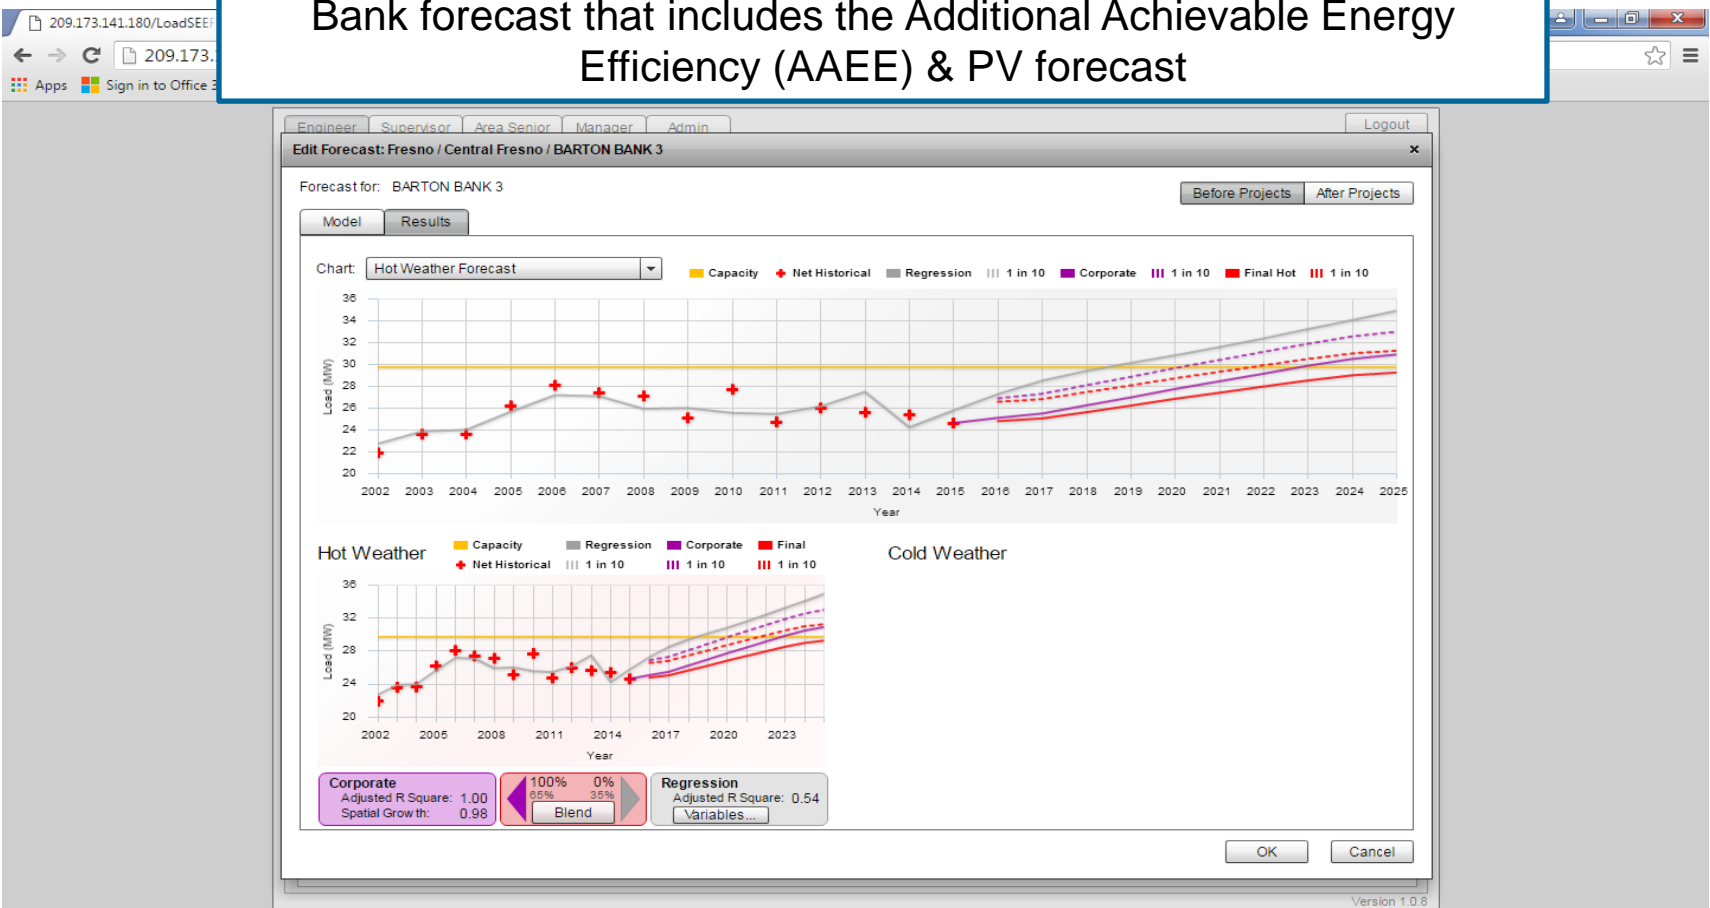 Bank forecast that includes the Additional Achievable Energy
Efficiency (AAEE) & PV forecast
209.173.141.180/LoadSEEF
209.173.
Apps Sign in to Office 3
Engineer Supervisor Area Senior Manager Admin Logout
Edit Forecast: Fresno / Central Fresno / BARTON BANK 3
Forecast for: BARTON BANK 3
Before Projects After Projects
Model Results
Chart: Hot Weather Forecast
Capacity Net Historical Regression 1 in 10 Corporate 1 in 10 Final Hot 1 in 10
36
34
32
30
28
26
24
22
20
Load (MW)
2002 2003 2004 2005 2006 2007 2008 2009 2010 2011 2012 2013 2014 2015 2016 2017 2018 2019 2020 2021 2022 2023 2024 2025
Year
Hot Weather
Capacity Regression Corporate Final
Net Historical 1 in 10 1 in 10 1 in 10
Cold Weather
36
32
28
24
20
Load (MW)
2002 2005 2008 2011 2014 2017 2020 2023
Year
Corporate
Adjusted R Square: 1.00
Spatial Growth: 0.98
100% 0%
65% 35%
Blend
Regression
Adjusted R Square: 0.54
Variables...
OK Cancel
Version 1.0.8